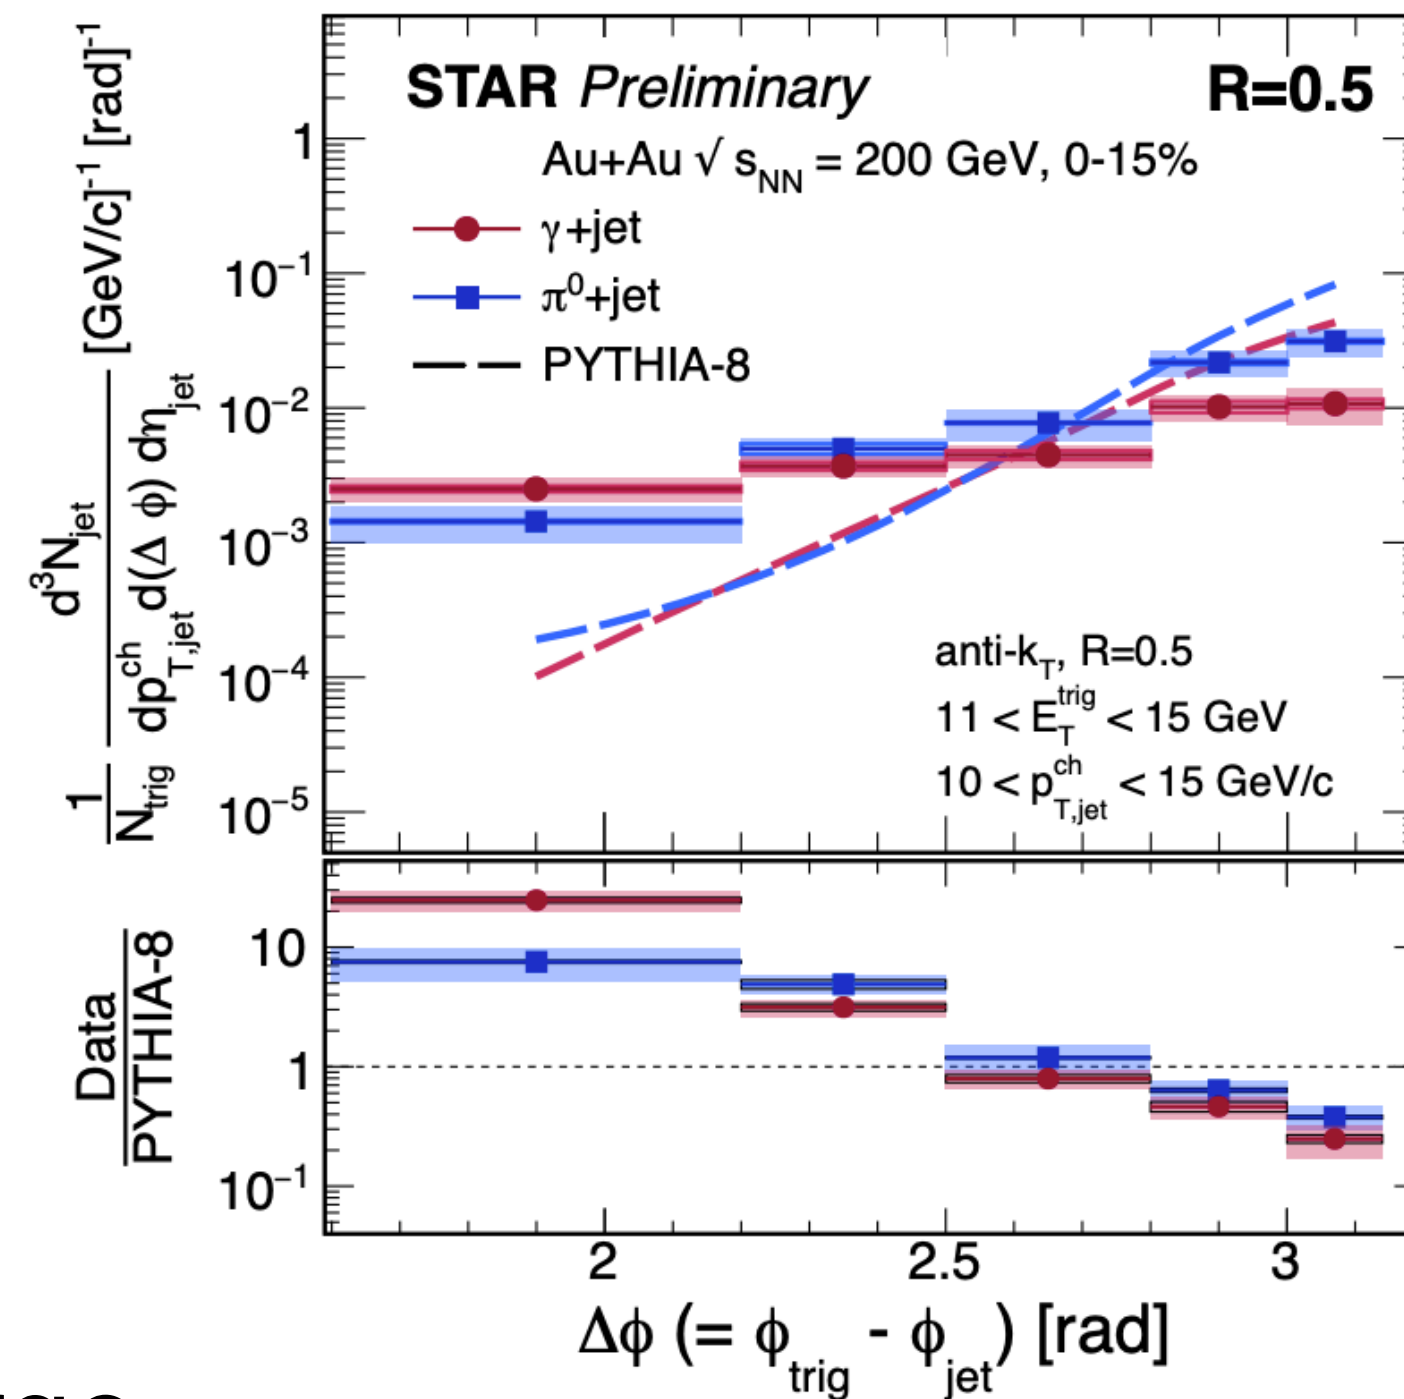 STAR Preliminary R=0.5
Au+Au √ s_NN = 200 GeV, 0-15%
γ+jet
π⁰+jet
PYTHIA-8
anti-k_T, R=0.5
11 < E_T^trig < 15 GeV
10 < p_T,jet^ch < 15 GeV/c
1/N_trig d³N_jet/dp_T,jet^ch d(Δ ϕ) dη_jet [GeV/c]⁻¹ [rad]⁻¹
1
10⁻¹
10⁻²
10⁻³
10⁻⁴
10⁻⁵
Data
PYTHIA-8
10
1
10⁻¹
2 2.5 3
Δϕ (= ϕ_trig - ϕ_jet) [rad]